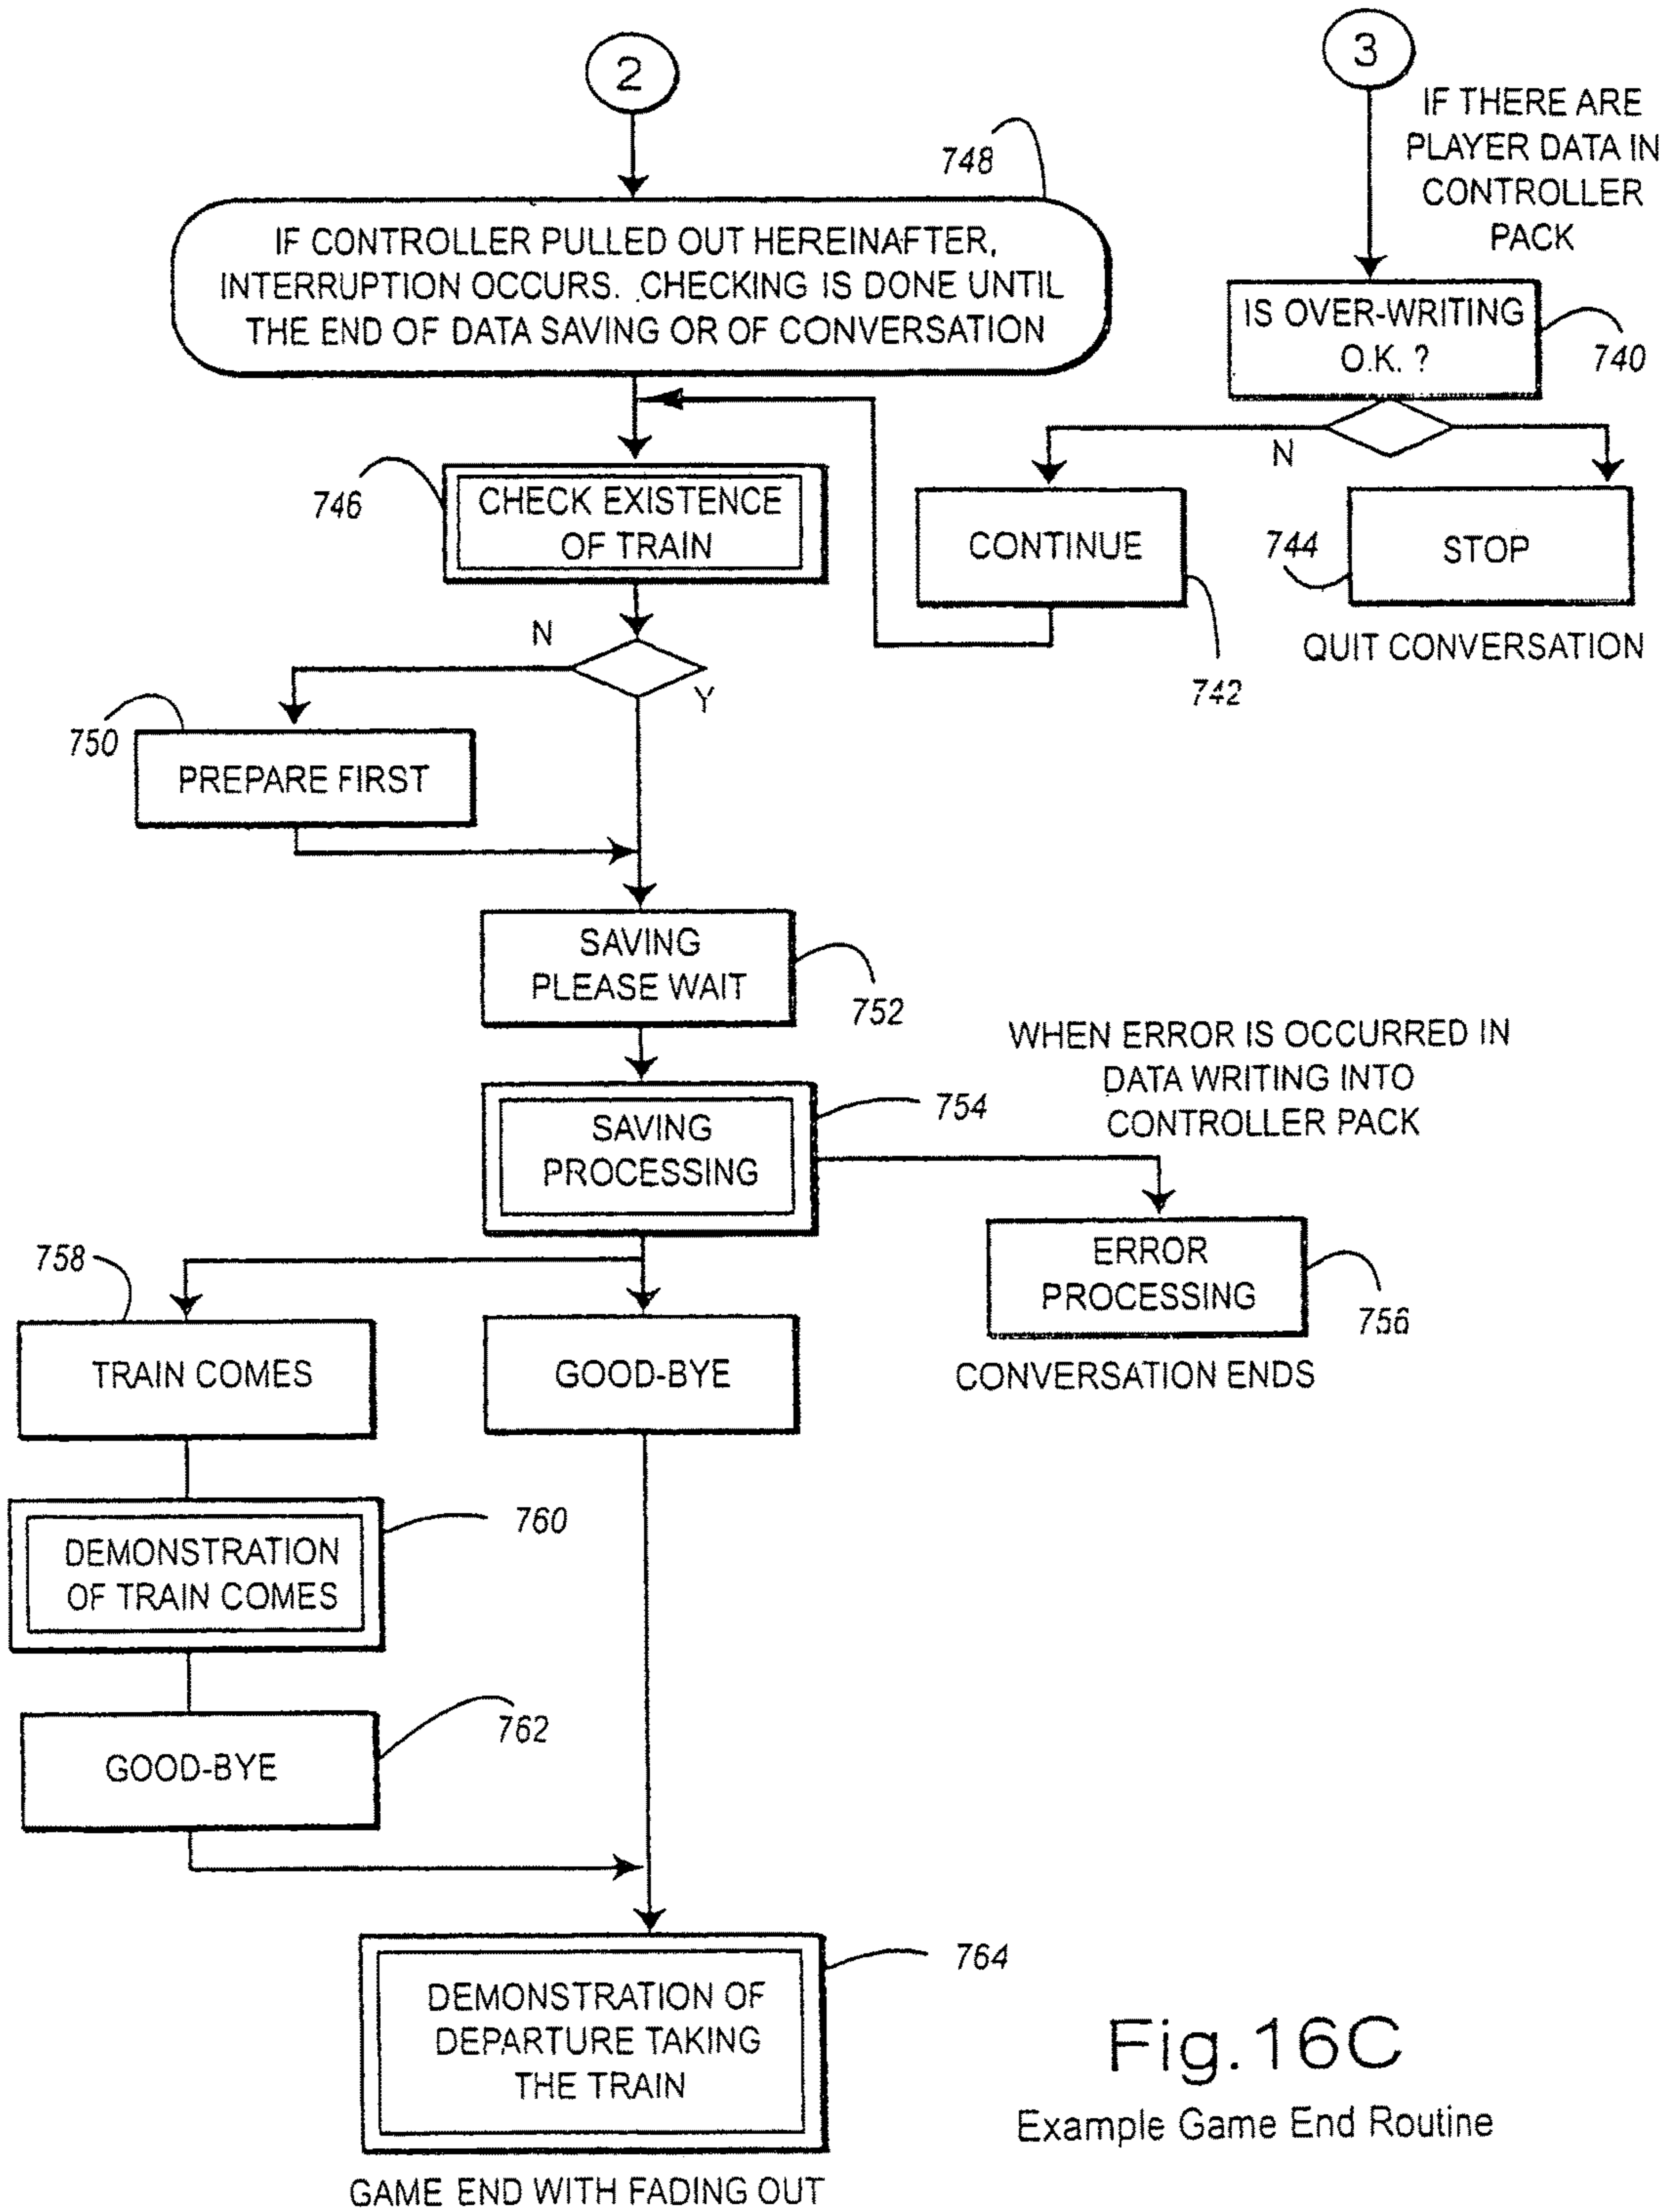 2
748
IF CONTROLLER PULLED OUT HEREINAFTER,
INTERRUPTION OCCURS. CHECKING IS DONE UNTIL
THE END OF DATA SAVING OR OF CONVERSATION
3
IF THERE ARE
PLAYER DATA IN
CONTROLLER
PACK
IS OVER-WRITING
O.K. ?
740
N
746
CHECK EXISTENCE
OF TRAIN
CONTINUE
742
744
STOP
QUIT CONVERSATION
N
Y
750
PREPARE FIRST
SAVING
PLEASE WAIT
752
SAVING
PROCESSING
754
WHEN ERROR IS OCCURRED IN
DATA WRITING INTO
CONTROLLER PACK
ERROR
PROCESSING
756
CONVERSATION ENDS
758
TRAIN COMES
GOOD-BYE
DEMONSTRATION
OF TRAIN COMES
760
GOOD-BYE
762
DEMONSTRATION OF
DEPARTURE TAKING
THE TRAIN
764
GAME END WITH FADING OUT
Fig.16C
Example Game End Routine